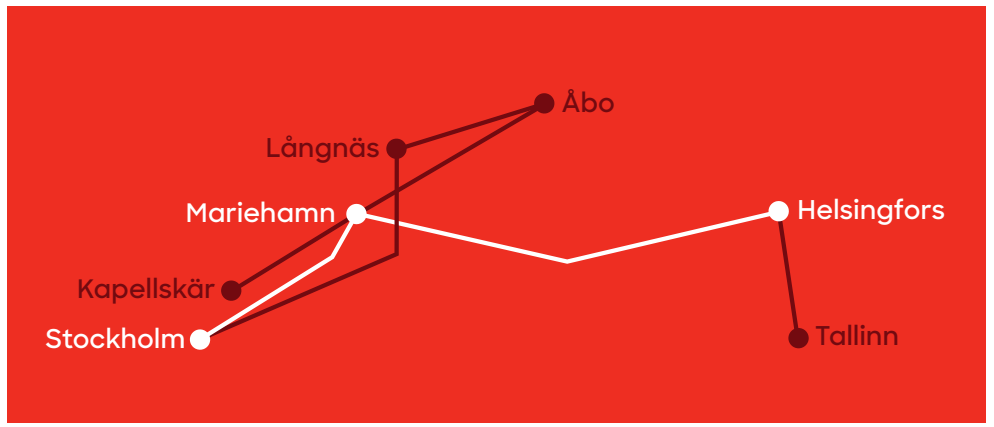 Åbo
Långnäs
Mariehamn
Helsingfors
Kapellskär
Stockholm
Tallinn